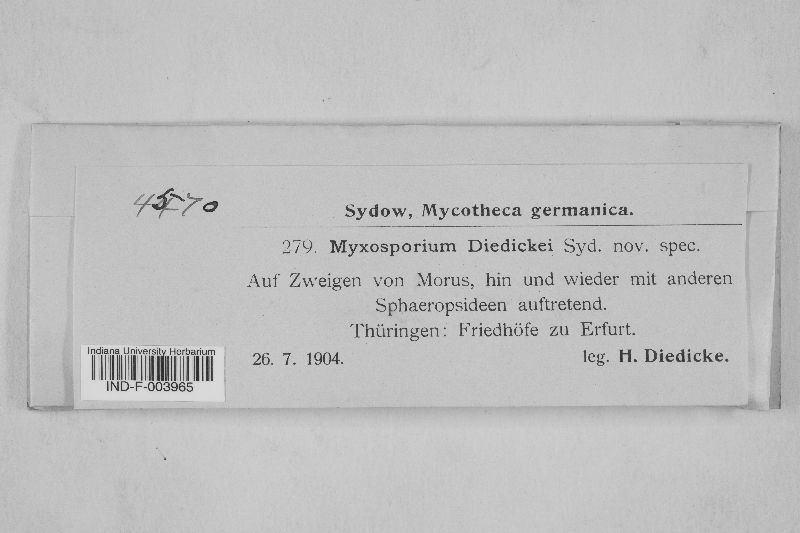 Sydow, Mycotheca germanica.
279. Myxosporium Diedickei Syd. nov. spec.
Auf Zweigen von Morus, hin und wieder mit anderen
Sphaeropsideen auftretend.
Thüringen: Friedhöfe zu Erfurt.
26. 7. 1904. leg. H. Diedicke.
Indiana University Herbarium
IND-F-003965